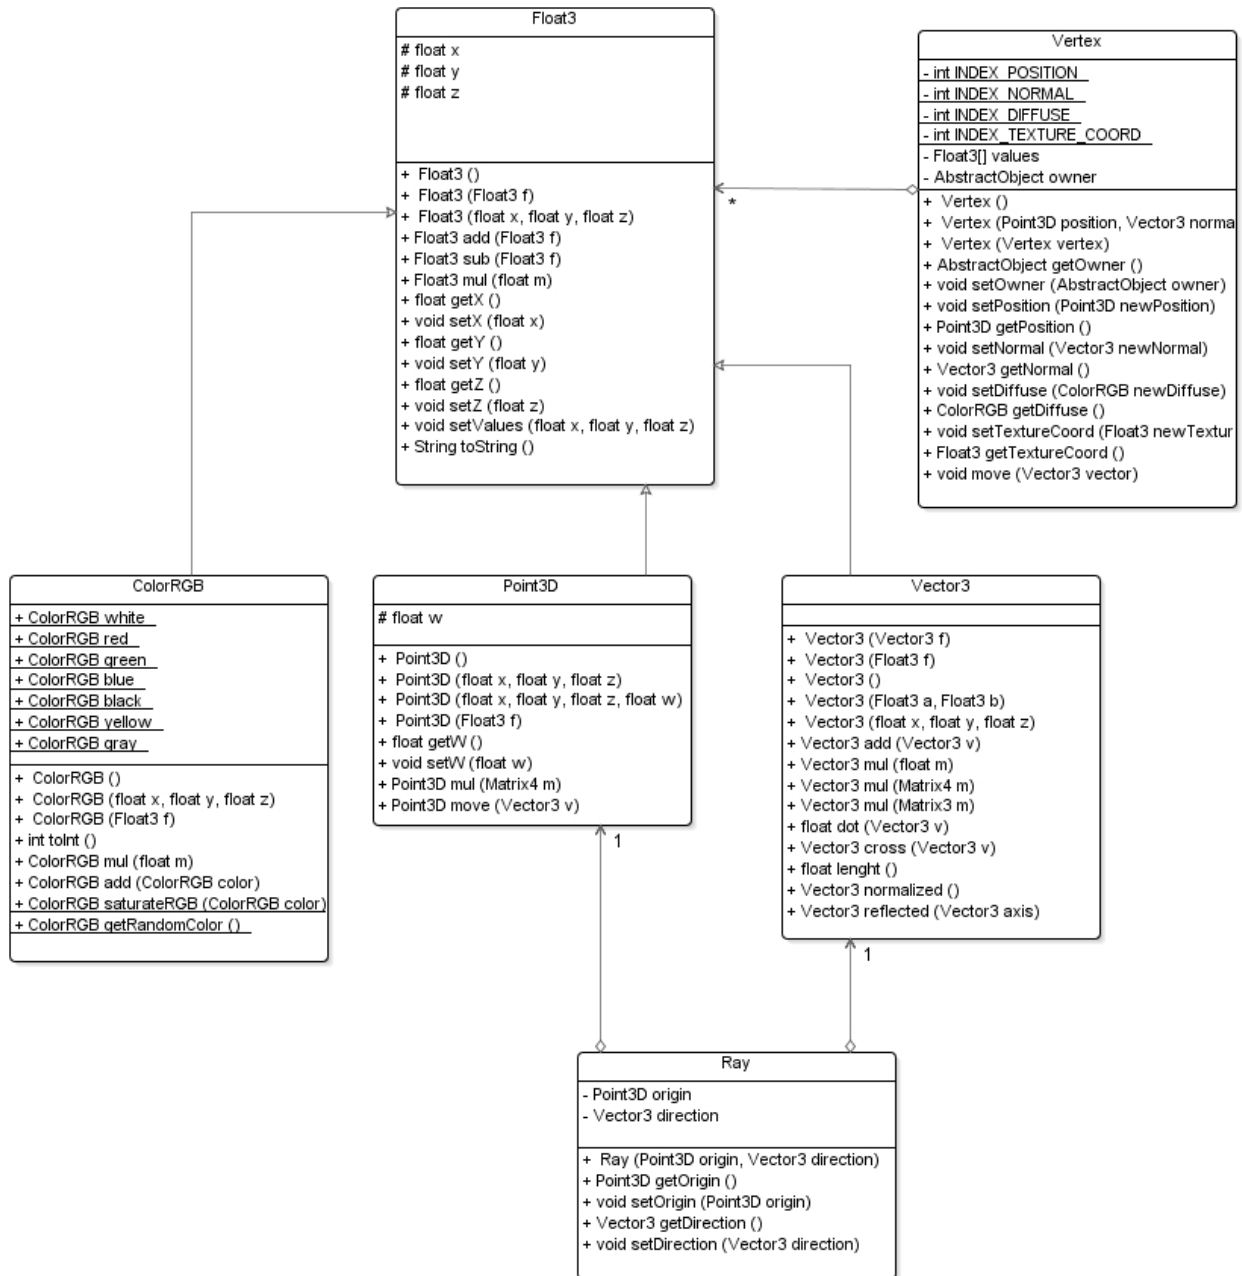 Float3
# float x
# float y
# float z
+ Float3 ()
+ Float3 (Float3 f)
+ Float3 (float x, float y, float z)
+ Float3 add (Float3 f)
+ Float3 sub (Float3 f)
+ Float3 mul (float m)
+ float getX ()
+ void setX (float x)
+ float getY ()
+ void setY (float y)
+ float getZ ()
+ void setZ (float z)
+ void setValues (float x, float y, float z)
+ String toString ()
Vertex
- int INDEX_POSITION
- int INDEX_NORMAL
- int INDEX_DIFFUSE
- int INDEX_TEXTURE_COORD
- Float3[] values
- AbstractObject owner
+ Vertex ()
+ Vertex (Point3D position, Vector3 norma
+ Vertex (Vertex vertex)
+ AbstractObject getOwner ()
+ void setOwner (AbstractObject owner)
+ void setPosition (Point3D newPosition)
+ Point3D getPosition ()
+ void setNormal (Vector3 newNormal)
+ Vector3 getNormal ()
+ void setDiffuse (ColorRGB newDiffuse)
+ ColorRGB getDiffuse ()
+ void setTextureCoord (Float3 newTextur
+ Float3 getTextureCoord ()
+ void move (Vector3 vector)
*
ColorRGB
+ ColorRGB white
+ ColorRGB red
+ ColorRGB green
+ ColorRGB blue
+ ColorRGB black
+ ColorRGB yellow
+ ColorRGB gray
+ ColorRGB ()
+ ColorRGB (float x, float y, float z)
+ ColorRGB (Float3 f)
+ int toInt ()
+ ColorRGB mul (float m)
+ ColorRGB add (ColorRGB color)
+ ColorRGB saturateRGB (ColorRGB color)
+ ColorRGB getRandomColor ()
Point3D
# float w
+ Point3D ()
+ Point3D (float x, float y, float z)
+ Point3D (float x, float y, float z, float w)
+ Point3D (Float3 f)
+ float getW ()
+ void setW (float w)
+ Point3D mul (Matrix4 m)
+ Point3D move (Vector3 v)
1
Vector3
+ Vector3 (Vector3 f)
+ Vector3 (Float3 f)
+ Vector3 ()
+ Vector3 (Float3 a, Float3 b)
+ Vector3 (float x, float y, float z)
+ Vector3 add (Vector3 v)
+ Vector3 mul (float m)
+ Vector3 mul (Matrix4 m)
+ Vector3 mul (Matrix3 m)
+ float dot (Vector3 v)
+ Vector3 cross (Vector3 v)
+ float lenght ()
+ Vector3 normalized ()
+ Vector3 reflected (Vector3 axis)
1
Ray
- Point3D origin
- Vector3 direction
+ Ray (Point3D origin, Vector3 direction)
+ Point3D getOrigin ()
+ void setOrigin (Point3D origin)
+ Vector3 getDirection ()
+ void setDirection (Vector3 direction)